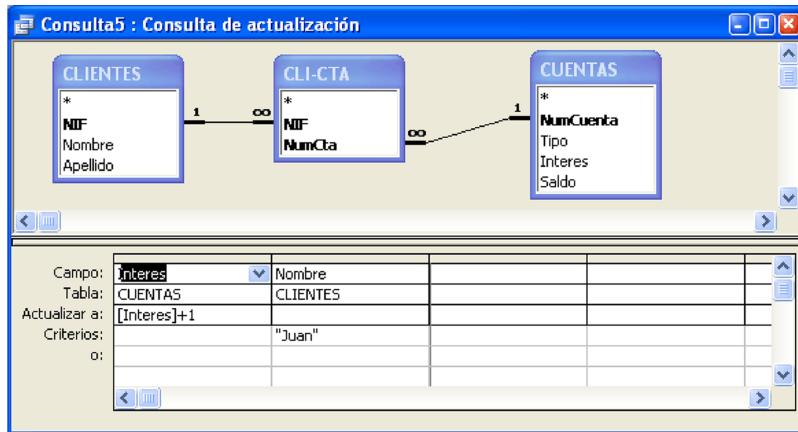 Consulta5 : Consulta de actualización
CLIENTES
*
NIF
Nombre
Apellido
1
∞
CLI-CTA
*
NIF
NumCta
∞
1
CUENTAS
*
NumCuenta
Tipo
Interes
Saldo
Campo: Interes Nombre
Tabla: CUENTAS CLIENTES
Actualizar a: [Interes]+1
Criterios: "Juan"
o: